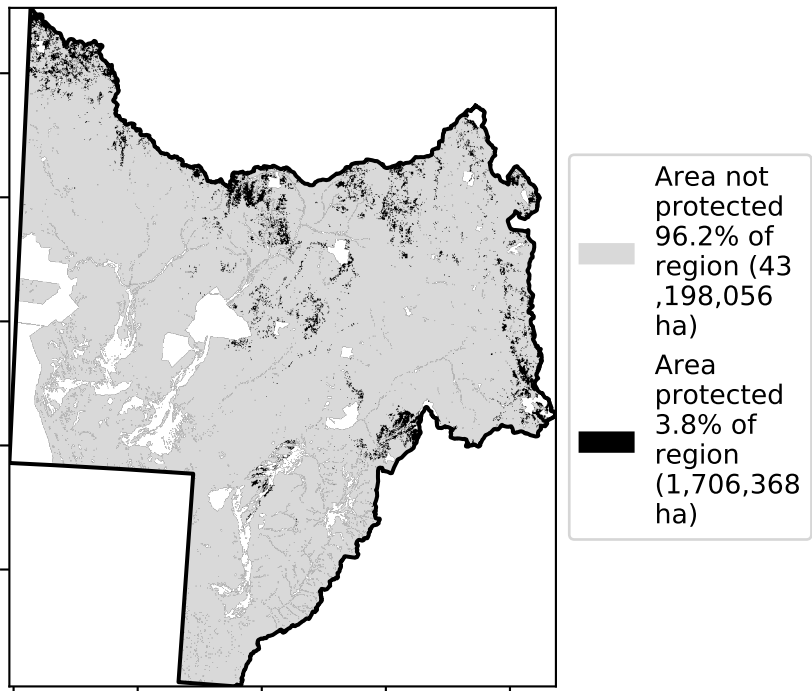 Area not
protected
96.2% of
region (43
,198,056
ha)
Area
protected
3.8% of
region
(1,706,368
ha)